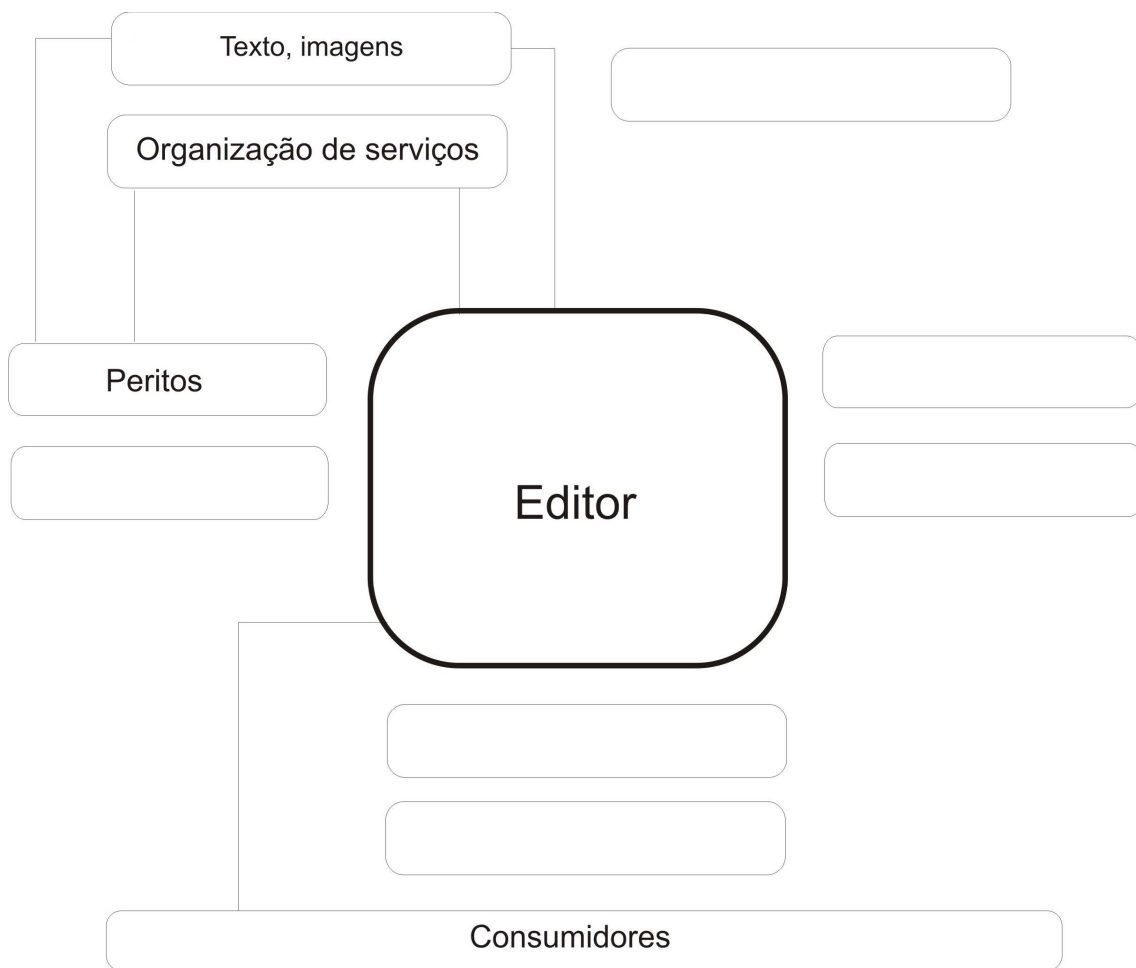 Texto, imagens
Organização de serviços
Peritos
Editor
Consumidores